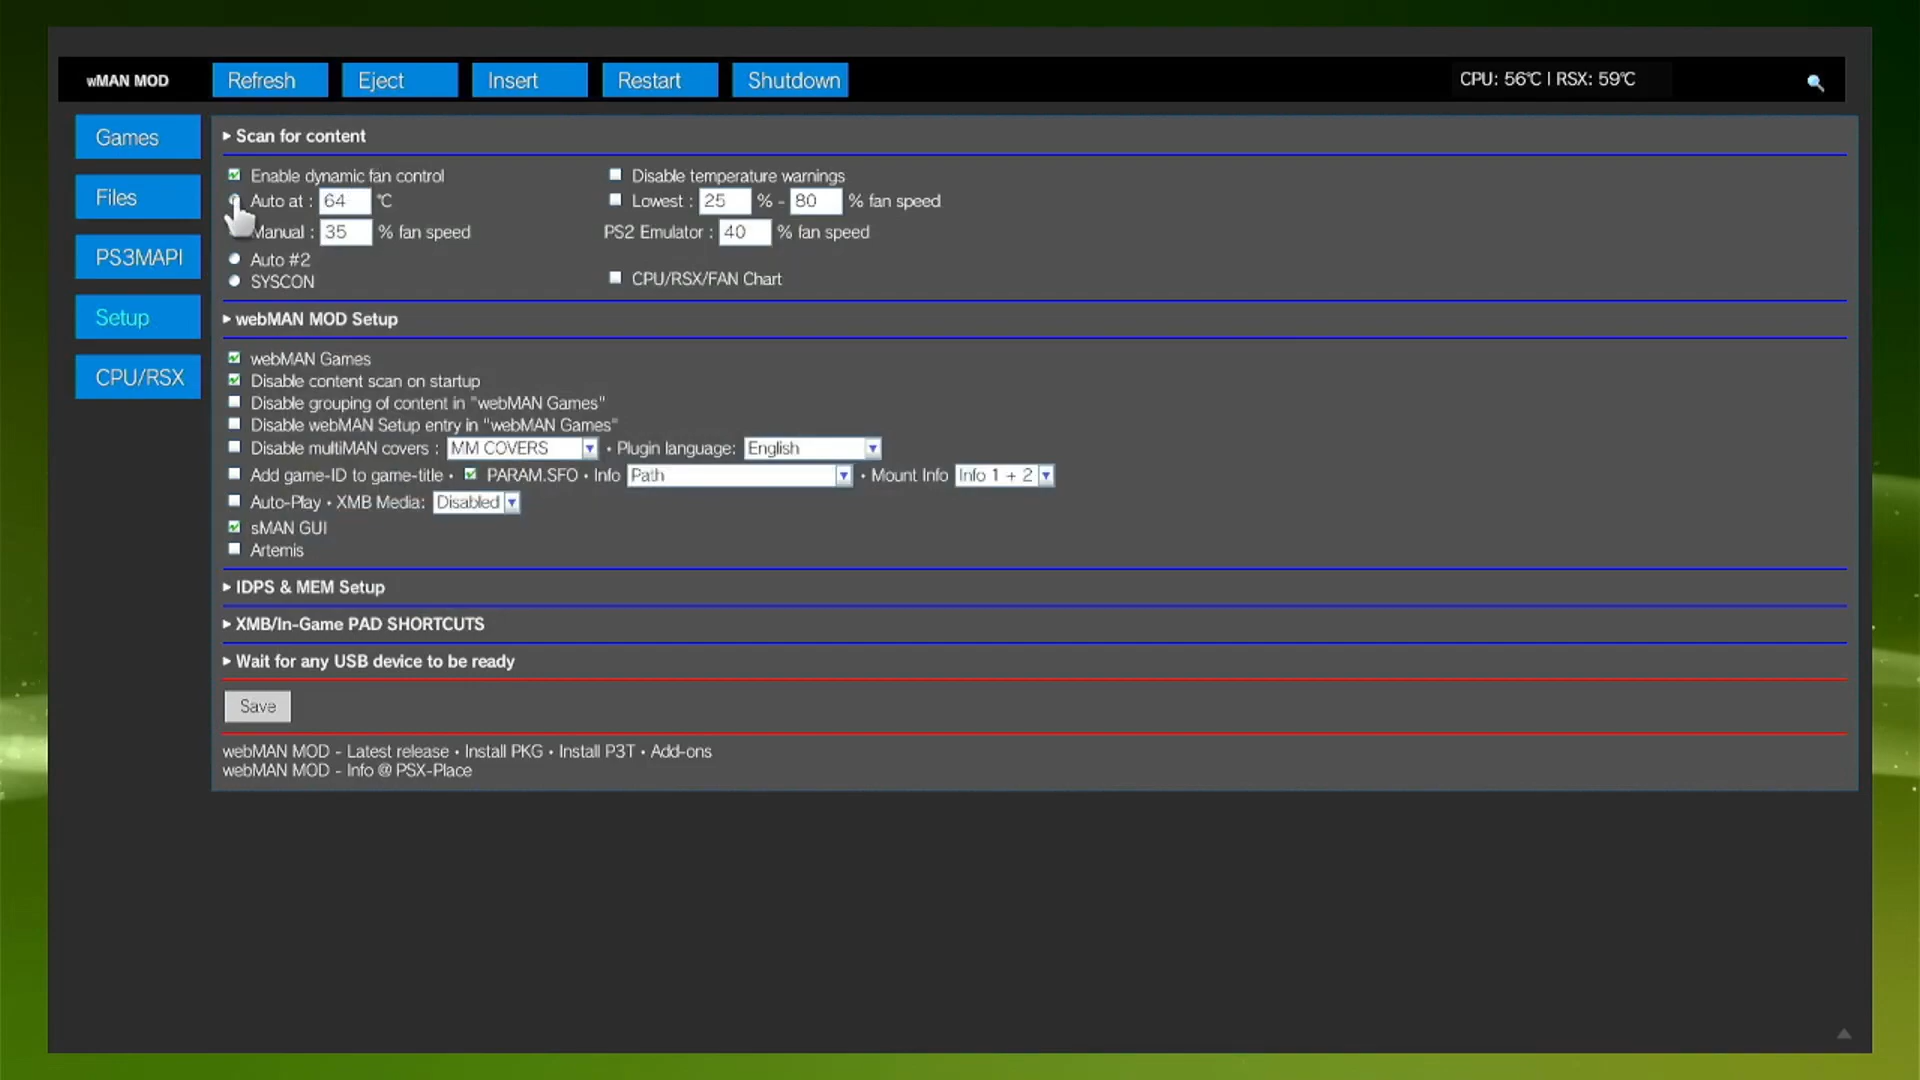 wMAN MOD Refresh Eject Insert Restart Shutdown CPU: 56°C | RSX: 59°C
Games
Files
PS3MAPI
Setup
CPU/RSX
Scan for content
Enable dynamic fan control Disable temperature warnings
Auto at : 64 °C Lowest : 25 % - 80 % fan speed
Manual : 35 % fan speed PS2 Emulator : 40 % fan speed
Auto #2
SYSCON CPU/RSX/FAN Chart
webMAN MOD Setup
webMAN Games
Disable content scan on startup
Disable grouping of content in "webMAN Games"
Disable webMAN Setup entry in "webMAN Games"
Disable multiMAN covers : MM COVERS • Plugin language: English
Add game-ID to game-title • PARAM.SFO • Info Path • Mount Info Info 1 + 2
Auto-Play • XMB Media: Disabled
sMAN GUI
Artemis
IDPS & MEM Setup
XMB/In-Game PAD SHORTCUTS
Wait for any USB device to be ready
Save
webMAN MOD - Latest release • Install PKG • Install P3T • Add-ons
webMAN MOD - Info @ PSX-Place